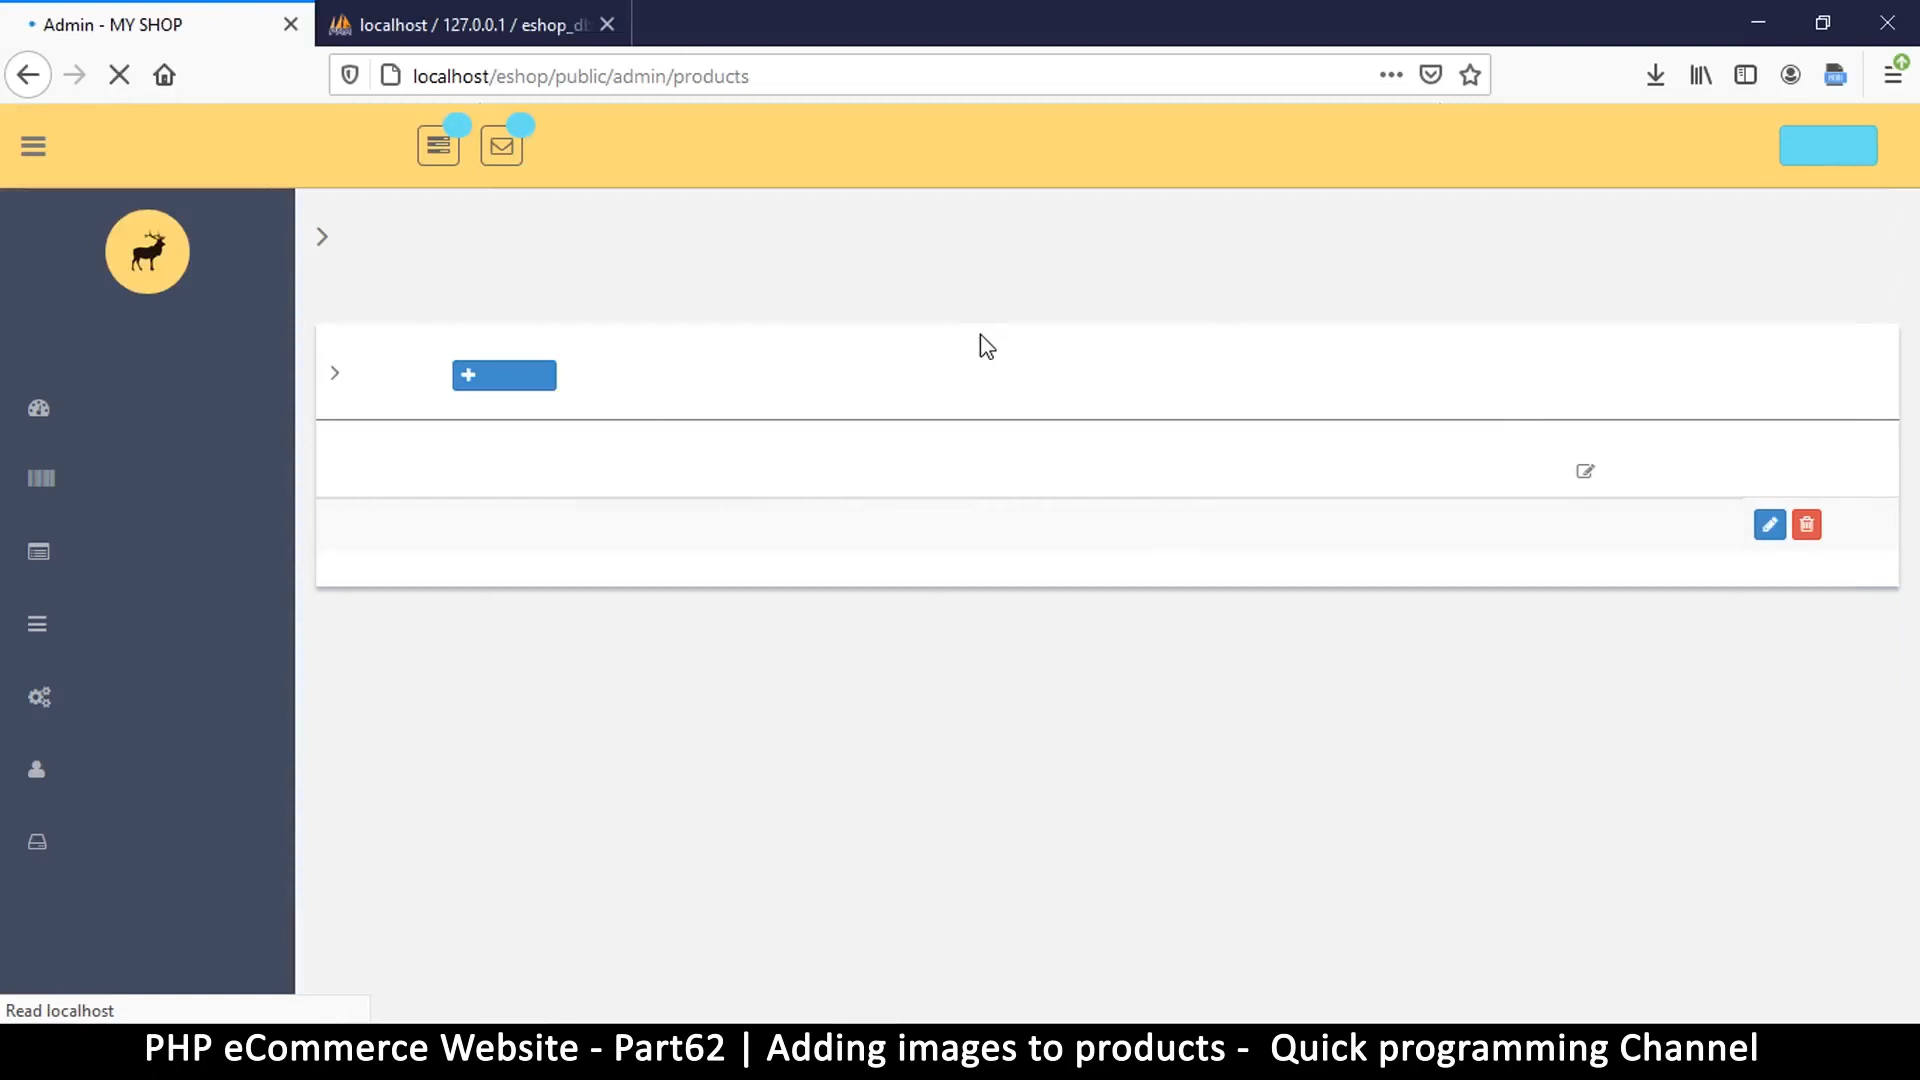 Admin - MY SHOP
localhost / 127.0.0.1 / eshop_d
localhost/eshop/public/admin/products
Read localhost
PHP eCommerce Website - Part62 | Adding images to products - Quick programming Channel